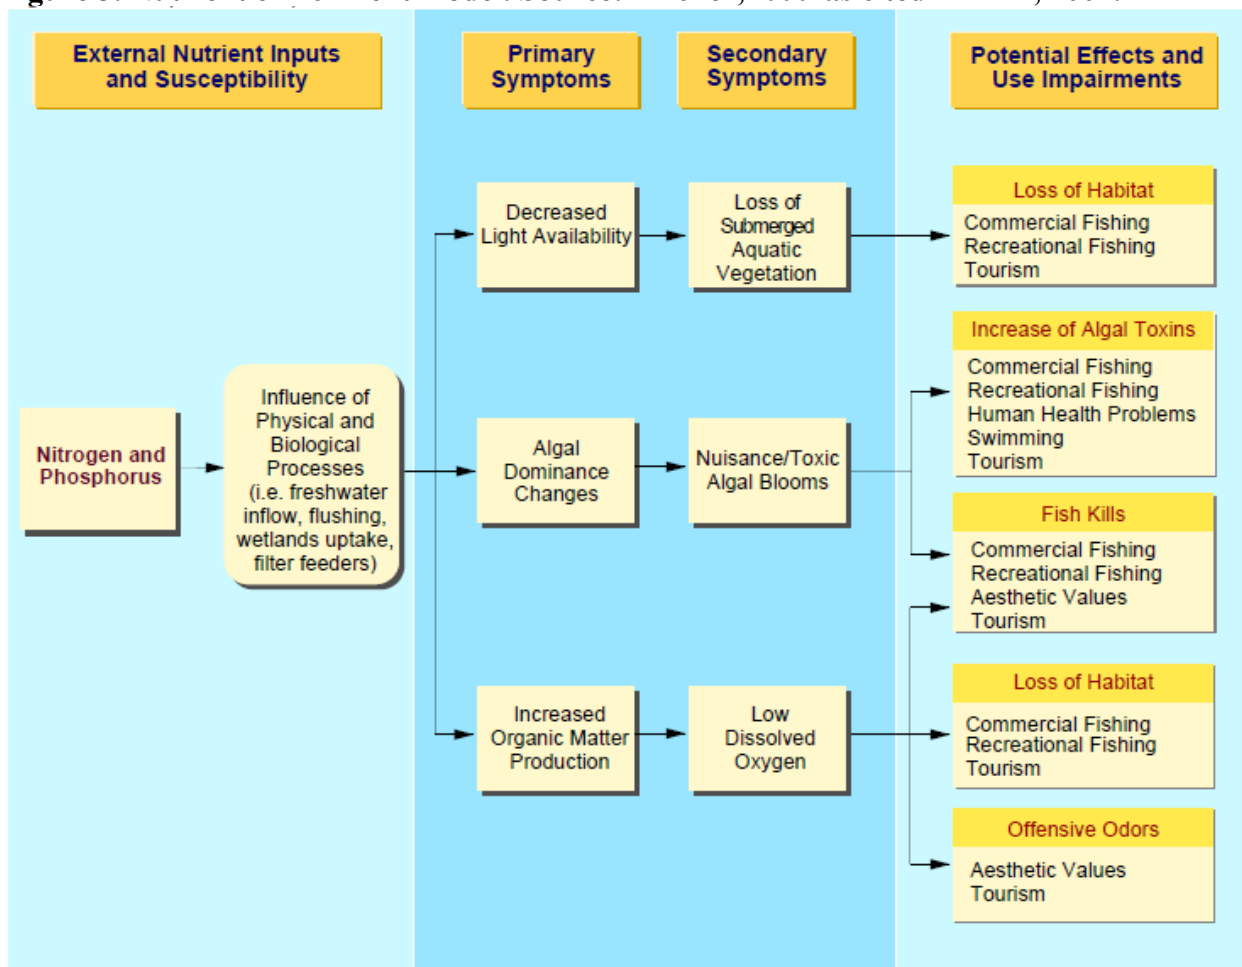 External Nutrient Inputs
and Susceptibility
Primary
Symptoms
Secondary
Symptoms
Potential Effects and
Use Impairments
Nitrogen and
Phosphorus
Influence of
Physical and
Biological
Processes
(i.e. freshwater
inflow, flushing,
wetlands uptake,
filter feeders)
Decreased
Light Availability
Loss of
Submerged
Aquatic
Vegetation
Loss of Habitat
Commercial Fishing
Recreational Fishing
Tourism
Algal
Dominance
Changes
Nuisance/Toxic
Algal Blooms
Increase of Algal Toxins
Commercial Fishing
Recreational Fishing
Human Health Problems
Swimming
Tourism
Fish Kills
Commercial Fishing
Recreational Fishing
Aesthetic Values
Tourism
Increased
Organic Matter
Production
Low
Dissolved
Oxygen
Loss of Habitat
Commercial Fishing
Recreational Fishing
Tourism
Offensive Odors
Aesthetic Values
Tourism